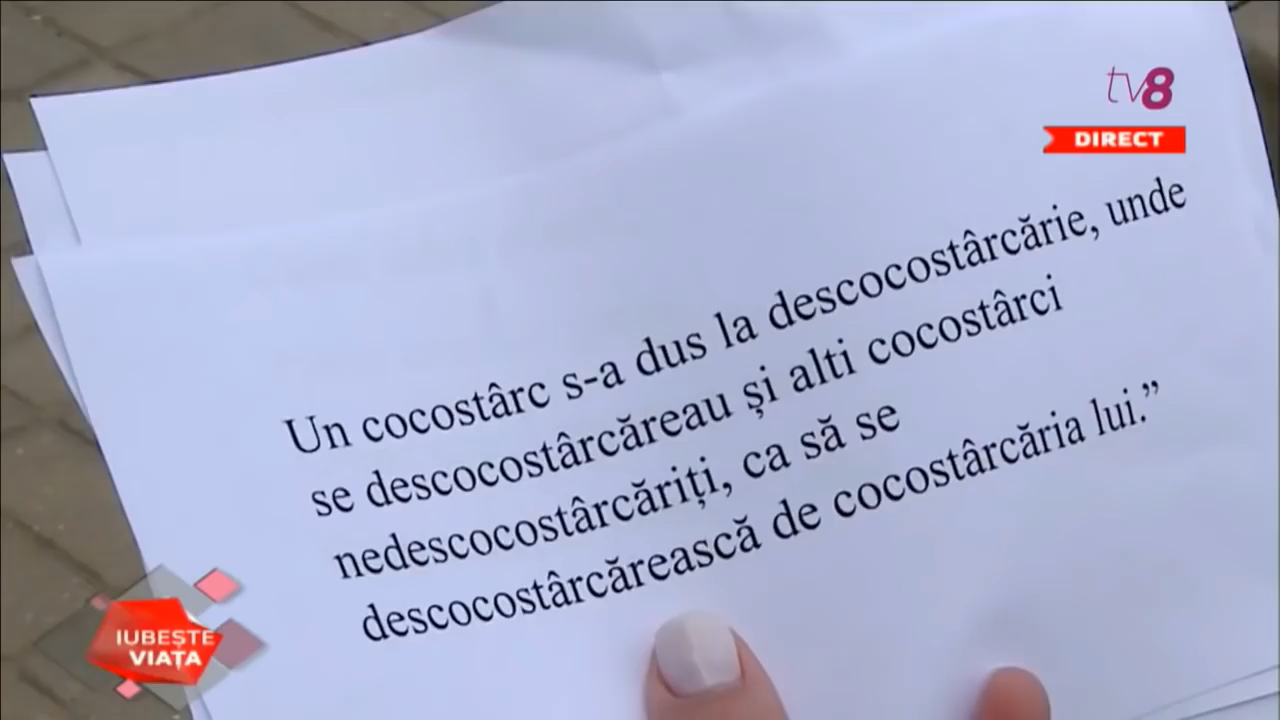 tv8
DIRECT
Un cocostârc s-a dus la descocostârcărie, unde
se descocostârcăreau și alti cocostârci
nedescocostârcăriți, ca să se
descocostârcărească de cocostârcăria lui.”
IUBEȘTE
VIAȚA